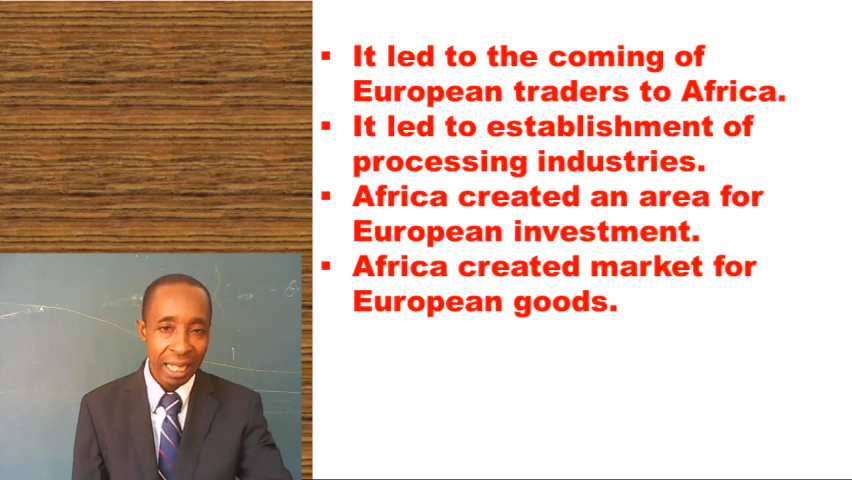 ▪ It led to the coming of
European traders to Africa.
▪ It led to establishment of
processing industries.
▪ Africa created an area for
European investment.
▪ Africa created market for
European goods.